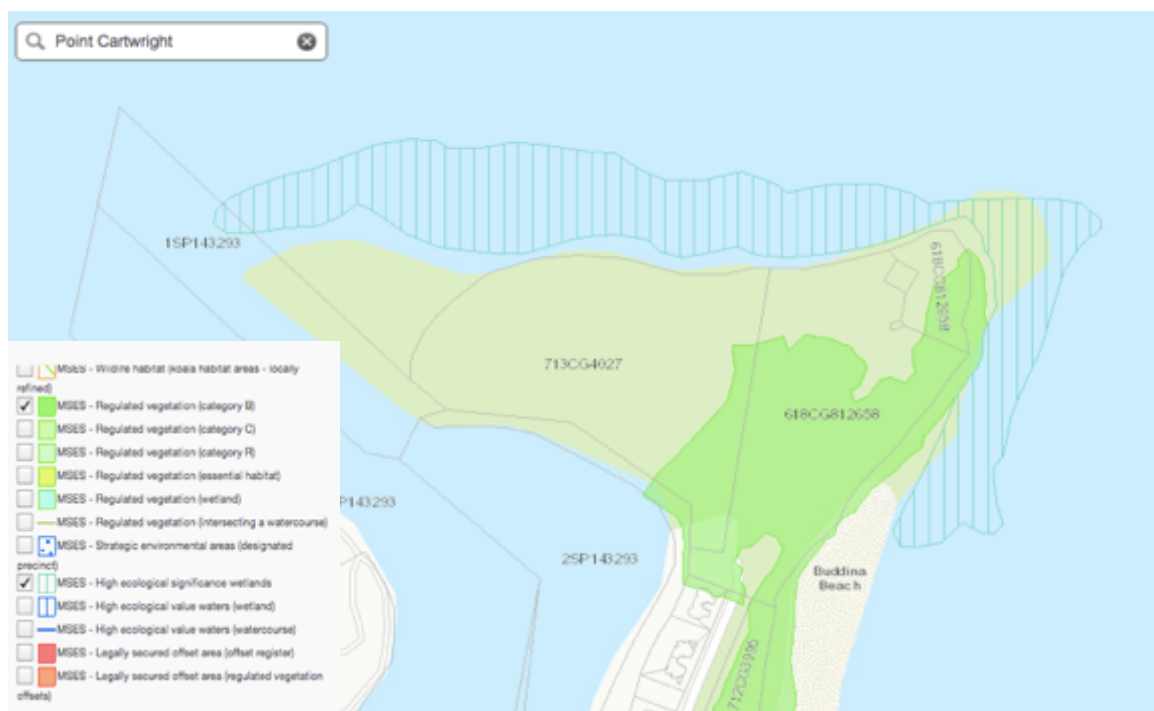 Point Cartwright
1SP143293
618CG812658
713CG4027
618CG812658
MSES - Wildlife habitat (koala habitat areas - locally
refined)
MSES - Regulated vegetation (category B)
MSES - Regulated vegetation (category C)
MSES - Regulated vegetation (category R)
MSES - Regulated vegetation (essential habitat)
MSES - Regulated vegetation (wetland)
MSES - Regulated vegetation (intersecting a watercourse)
MSES - Strategic environmental areas (designated
precinct)
MSES - High ecological significance wetlands
MSES - High ecological value waters (wetland)
MSES - High ecological value waters (watercourse)
MSES - Legally secured offset area (offset register)
MSES - Legally secured offset area (regulated vegetation
offsets)
P143293
2SP143293
Buddina
Beach
712CG3995